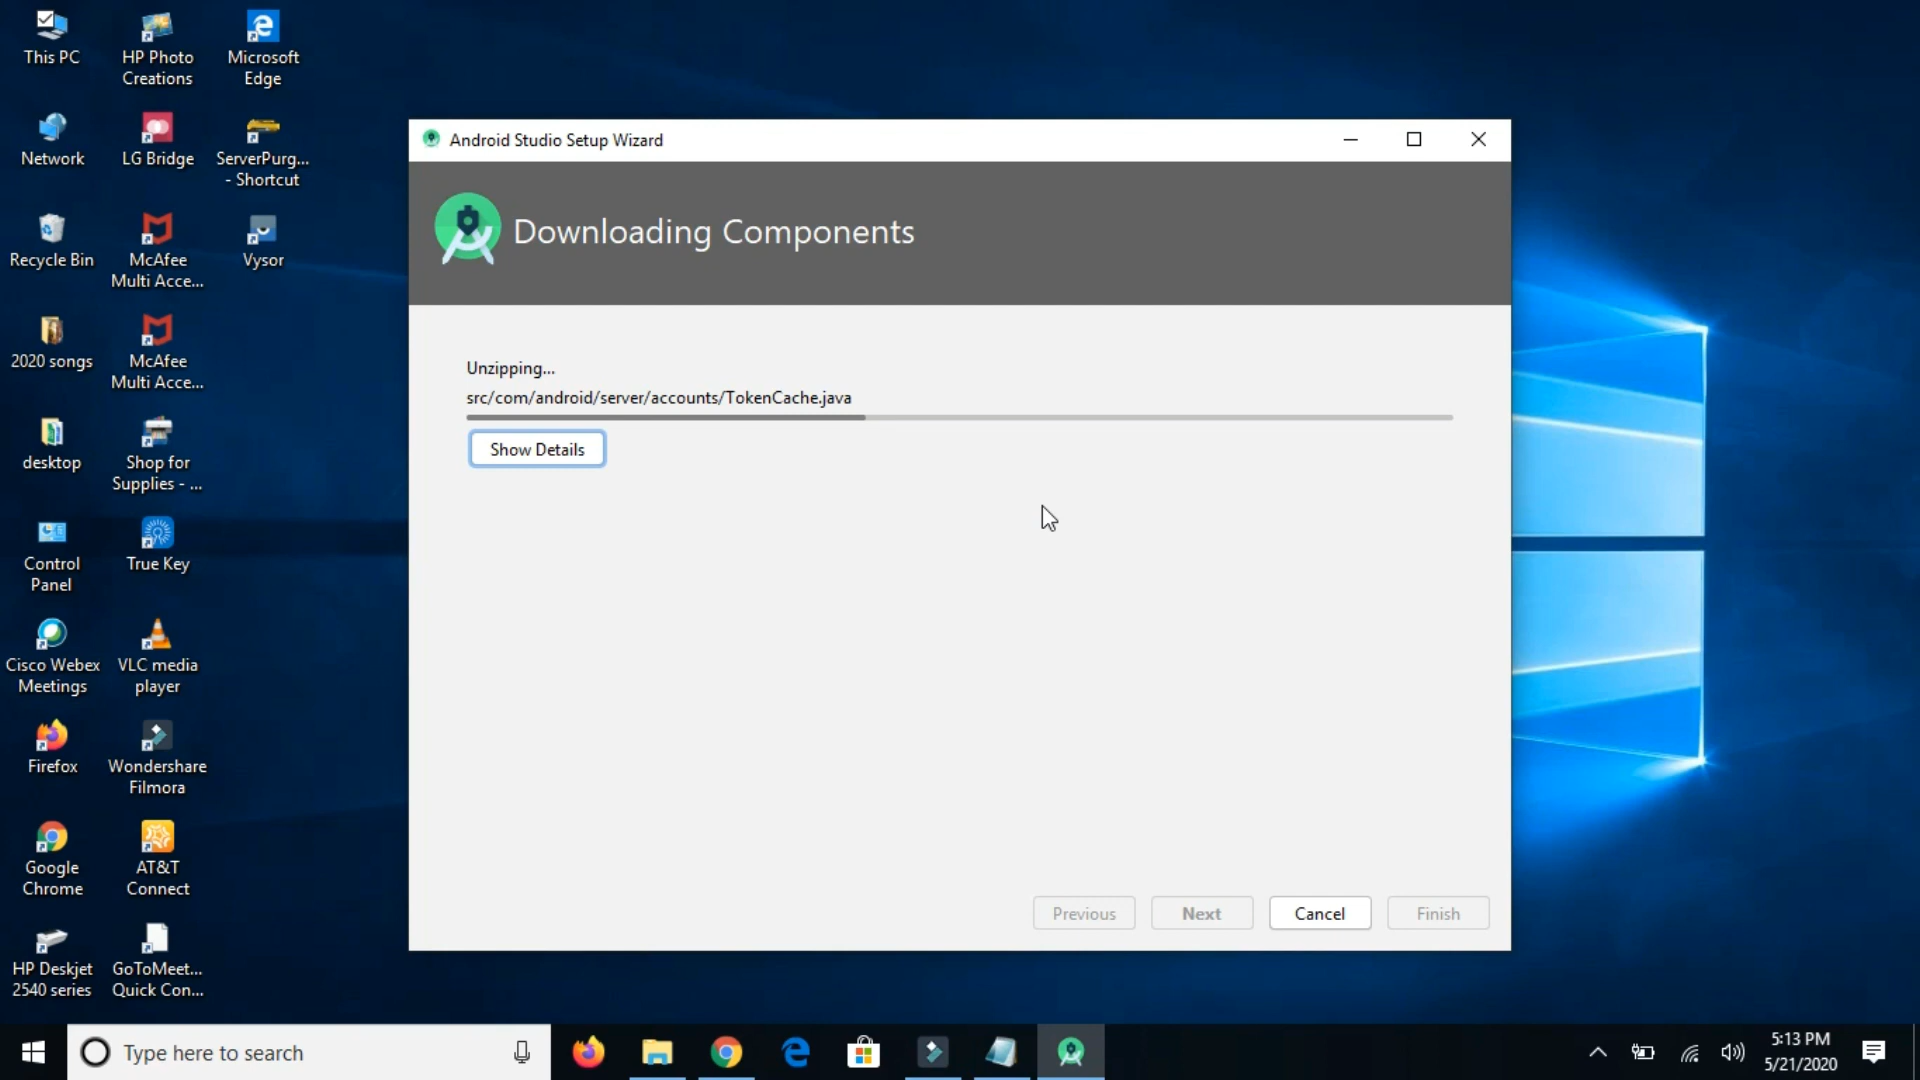 This PC
HP Photo
Creations
Microsoft
Edge
Network
LG Bridge
ServerPurg...
- Shortcut
Recycle Bin
McAfee
Multi Acce...
Vysor
2020 songs
McAfee
Multi Acce...
desktop
Shop for
Supplies - ...
Control
Panel
True Key
Cisco Webex
Meetings
VLC media
player
Firefox
Wondershare
Filmora
Google
Chrome
AT&T
Connect
HP Deskjet
2540 series
GoToMeet...
Quick Con...
Android Studio Setup Wizard
Downloading Components
Unzipping...
src/com/android/server/accounts/TokenCache.java
Show Details
Previous
Next
Cancel
Finish
Type here to search
5:13 PM
5/21/2020